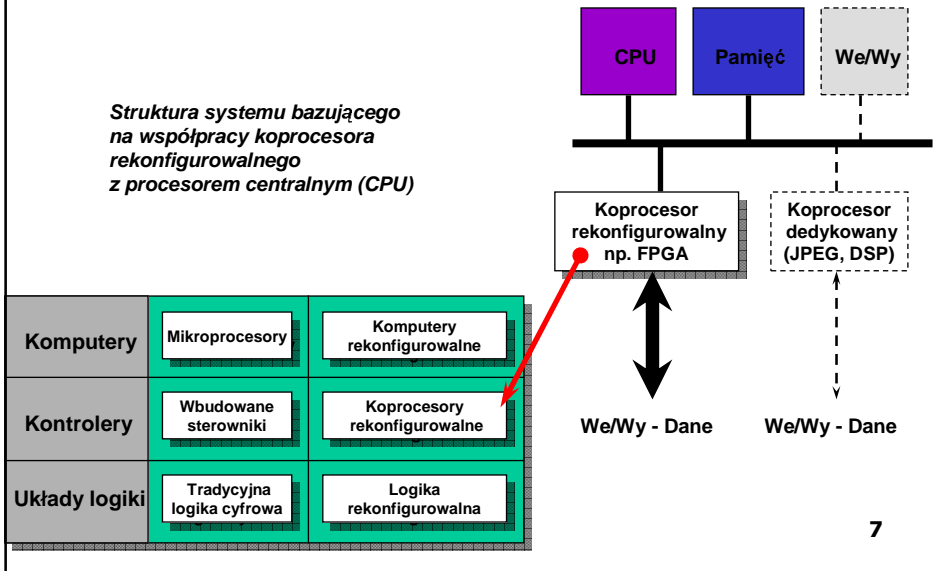 CPU
Pamięć
We/Wy
Struktura systemu bazującego
na współpracy koprocesora
rekonfigurowalnego
z procesorem centralnym (CPU)
Koprocesor
rekonfigurowalny
np. FPGA
Koprocesor
dedykowany
(JPEG, DSP)
We/Wy - Dane
We/Wy - Dane
Komputery
Mikroprocesory
Komputery
rekonfigurowalne
Kontrolery
Wbudowane
sterowniki
Koprocesory
rekonfigurowalne
Układy logiki
Tradycyjna
logika cyfrowa
Logika
rekonfigurowalna
7